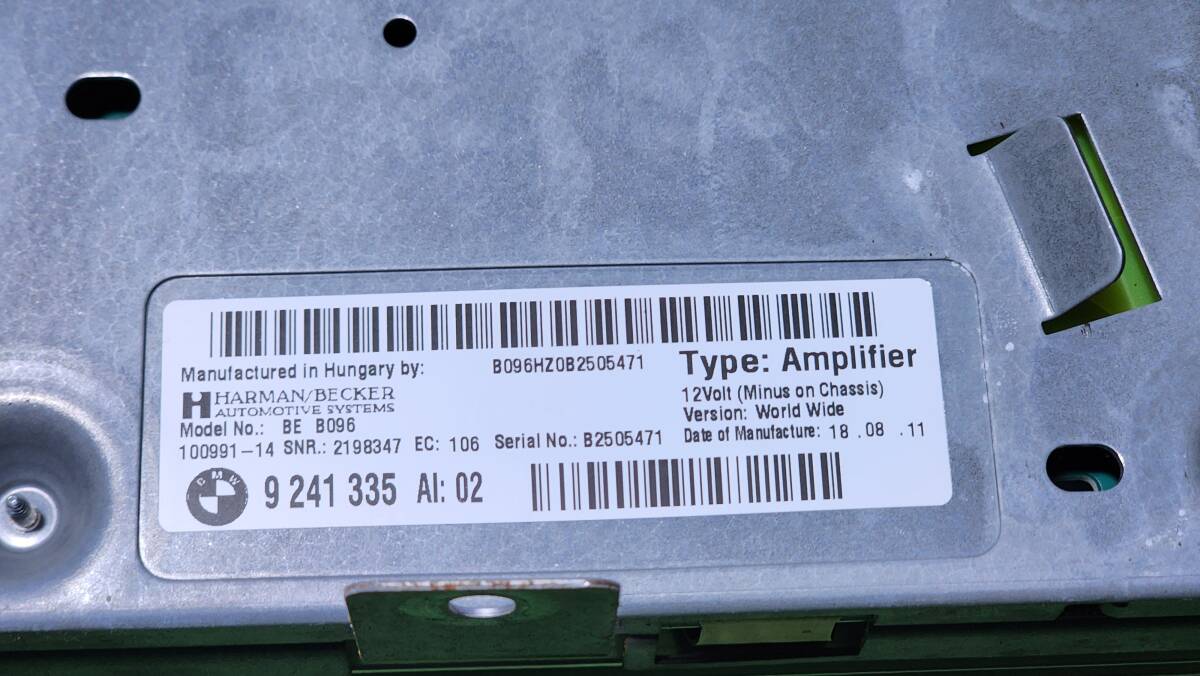 B096HZ0B2505471
Type: Amplifier
Manufactured in Hungary by:
HARMAN/BECKER
AUTOMOTIVE SYSTEMS
12Volt (Minus on Chassis)
Version: World Wide
Model No.: BE B096
100991-14 SNR.: 2198347 EC: 106 Serial No.: B2505471 Date of Manufacture: 18 .08 .11
BMW
9 241 335 AI: 02